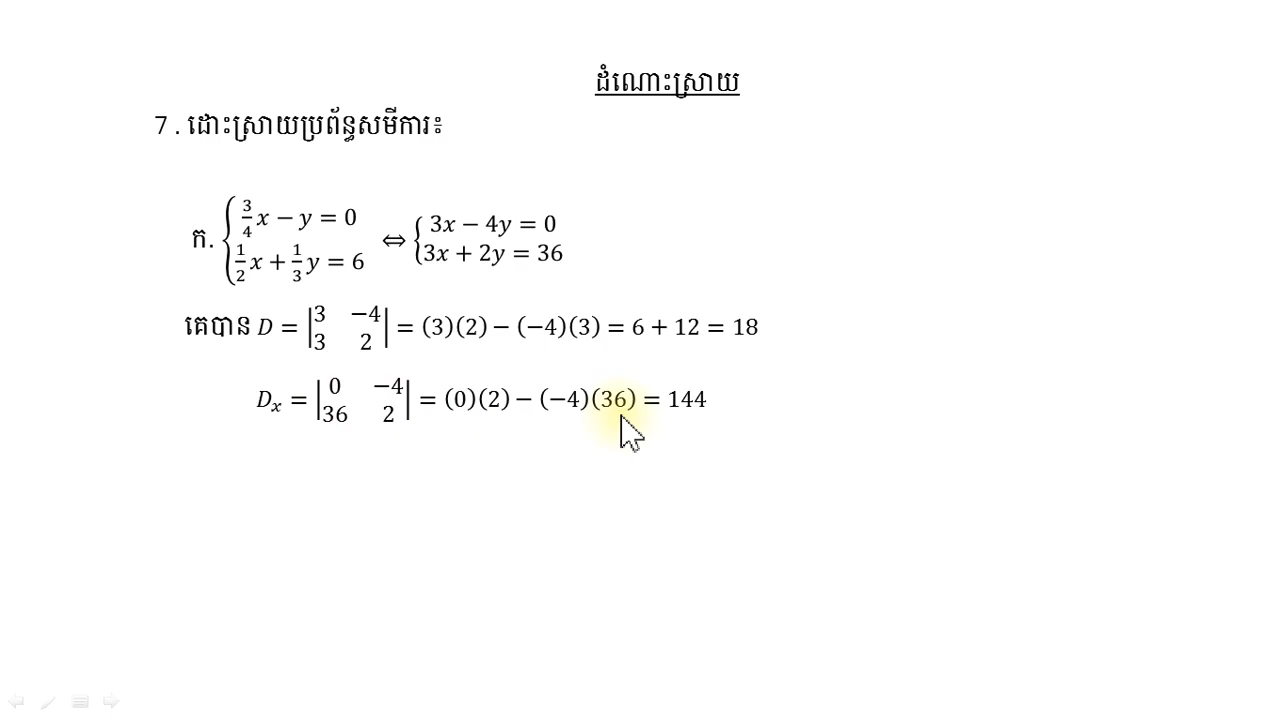 ដំណោះស្រាយ
7 . ដោះស្រាយប្រព័ន្ធសមីការ៖
ក. {3/4 x − y = 0, 1/2 x + 1/3 y = 6 ⇔ {3x − 4y = 0, 3x + 2y = 36
គេបាន D = |3 −4; 3 2| = (3)(2) − (−4)(3) = 6 + 12 = 18
Dₓ = |0 −4; 36 2| = (0)(2) − (−4)(36) = 144